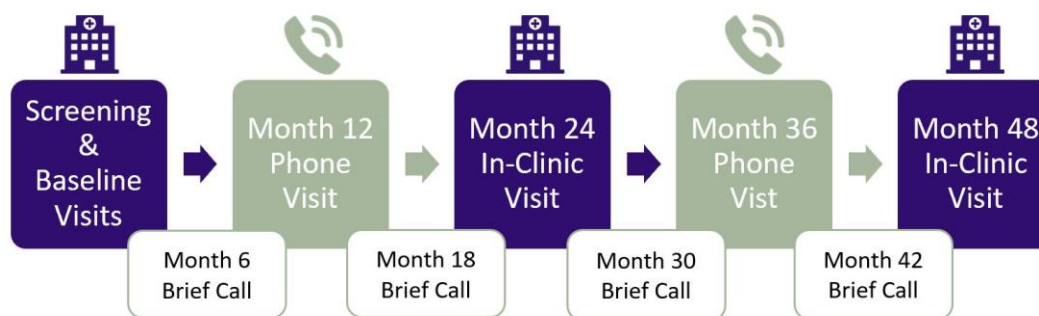 Screening
&
Baseline
Visits
Month 12
Phone
Visit
Month 24
In-Clinic
Visit
Month 36
Phone
Vist
Month 48
In-Clinic
Visit
Month 6
Brief Call
Month 18
Brief Call
Month 30
Brief Call
Month 42
Brief Call